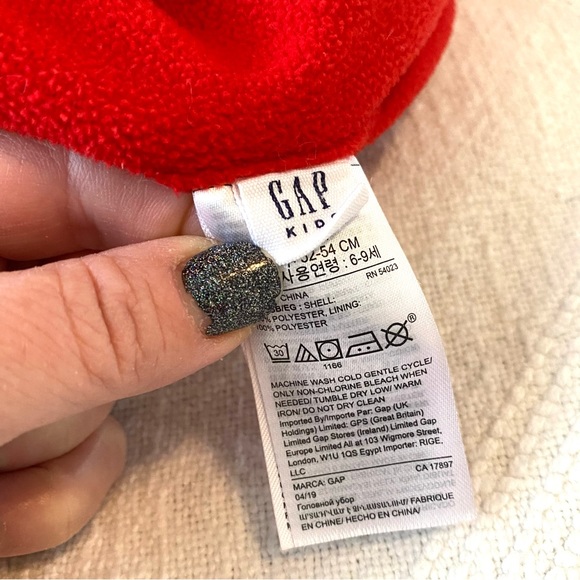 GAP
KIDS
52-54 CM
사용연령 : 6-9세
RN 54023
CHINA
SB/EG : SHELL:
% POLYESTER, LINING:
100% POLYESTER
30
1166
MACHINE WASH COLD GENTLE CYCLE/
ONLY NON-CHLORINE BLEACH WHEN
NEEDED/ TUMBLE DRY LOW/ WARM
IRON/ DO NOT DRY CLEAN
Imported By/Importe Par: Gap (UK
Holdings) Limited: GPS (Great Britain)
Limited Gap Stores (Ireland) Limited Gap
Europe Limited All at 103 Wigmore Street,
London, W1U 1QS Egypt Importer: RIGE,
LLC
MARCA: GAP CA 17897
04/19
Головной убор
FABRIQUE
EN CHINE/ HECHO EN CHINA/